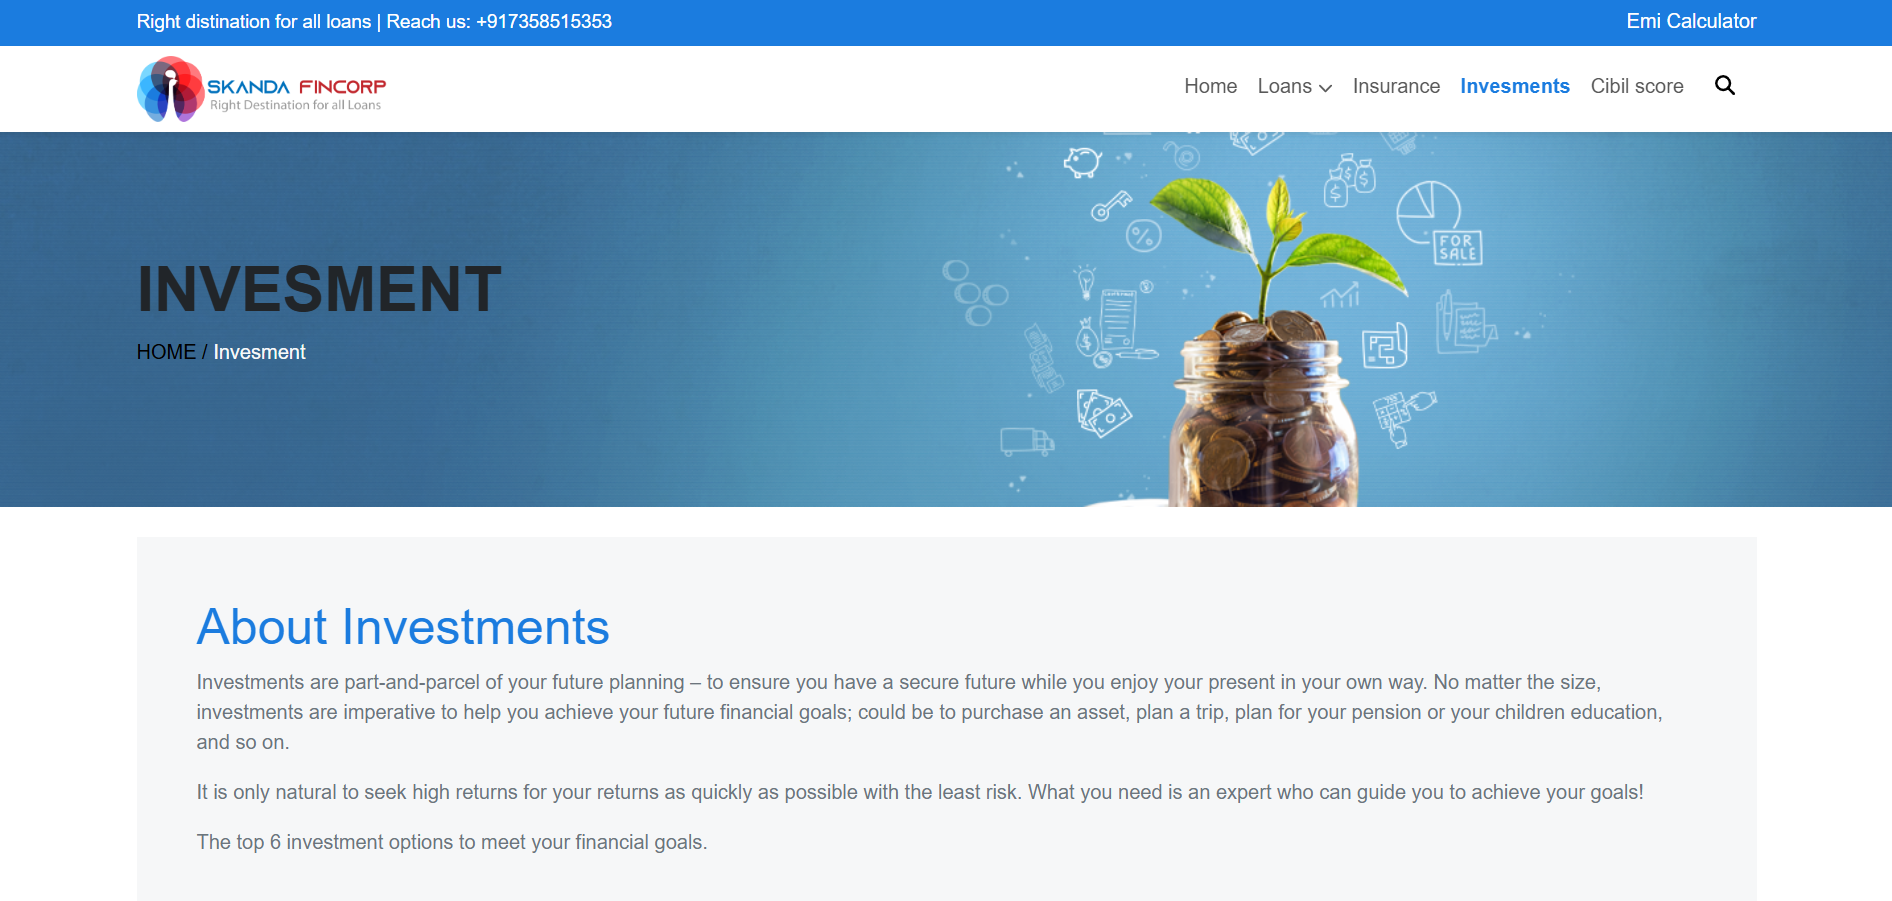 Right distination for all loans | Reach us: +917358515353
Emi Calculator
SKANDA FINCORP
Right Destination for all Loans
Home
Loans
Insurance
Invesments
Cibil score
FOR SALE
INVESMENT
HOME / Invesment
About Investments
Investments are part-and-parcel of your future planning – to ensure you have a secure future while you enjoy your present in your own way. No matter the size,
investments are imperative to help you achieve your future financial goals; could be to purchase an asset, plan a trip, plan for your pension or your children education,
and so on.
It is only natural to seek high returns for your returns as quickly as possible with the least risk. What you need is an expert who can guide you to achieve your goals!
The top 6 investment options to meet your financial goals.